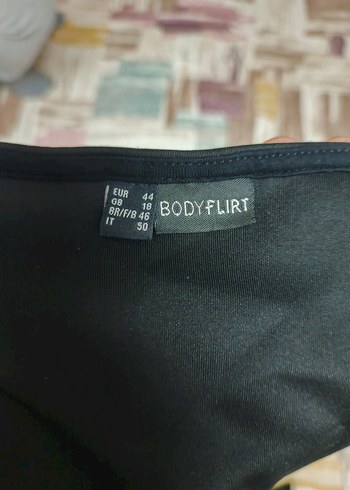 EUR 44
GB 18
BR/F/B 46
IT 50
BODYFLIRT